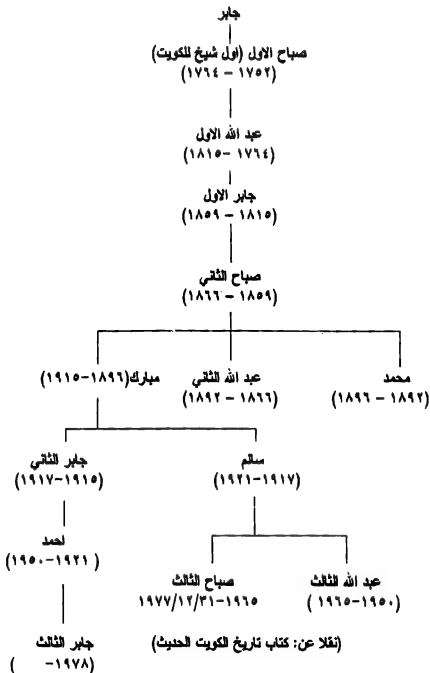 جابر
صباح الاول (اول شيخ للكويت)
(١٧٥٢ – ١٧٦٤)
عبد الله الاول
(١٧٦٤ – ١٨١٥)
جابر الاول
(١٨١٥ – ١٨٥٩)
صباح الثاني
(١٨٥٩ – ١٨٦٦)
محمد
(١٨٩٢ – ١٨٩٦)
عبد الله الثاني
(١٨٦٦ – ١٨٩٢)
مبارك(١٨٩٦–١٩١٥)
سالم
(١٩١٧–١٩٢١)
جابر الثاني
(١٩١٥–١٩١٧)
احمد
(١٩٢١–١٩٥٠)
عبد الله الثالث
(١٩٥٠–١٩٦٥)
صباح الثالث
١٩٦٥–١٩٧٧/١٢/٣١
جابر الثالث
(١٩٧٨– )
(نقلا عن: كتاب تاريخ الكويت الحديث)